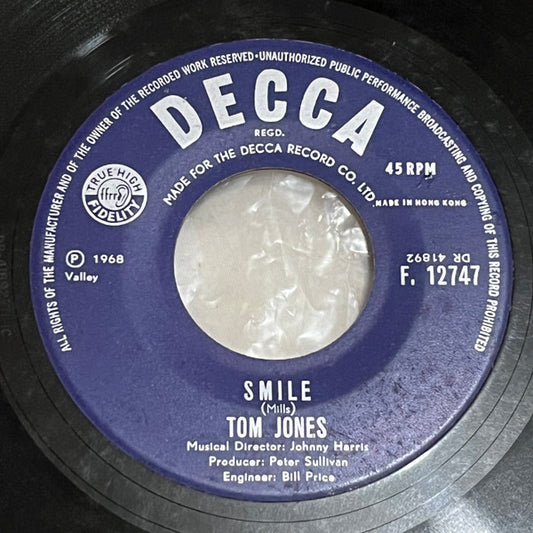 ALL RIGHTS OF THE MANUFACTURER AND OF THE OWNER OF THE RECORDED WORK RESERVED·UNAUTHORIZED PUBLIC PERFORMANCE BROADCASTING AND COPYING OF THIS RECORD PROHIBITED
DECCA
REGD.
MADE FOR THE DECCA RECORD CO. LTD.
45 RPM
MADE IN HONG KONG
TRUE HIGH
ffrr
FIDELITY
Ⓟ 1968
Valley
DR 41892
F. 12747
SMILE
(Mills)
TOM JONES
Musical Director: Johnny Harris
Producer: Peter Sullivan
Engineer: Bill Price